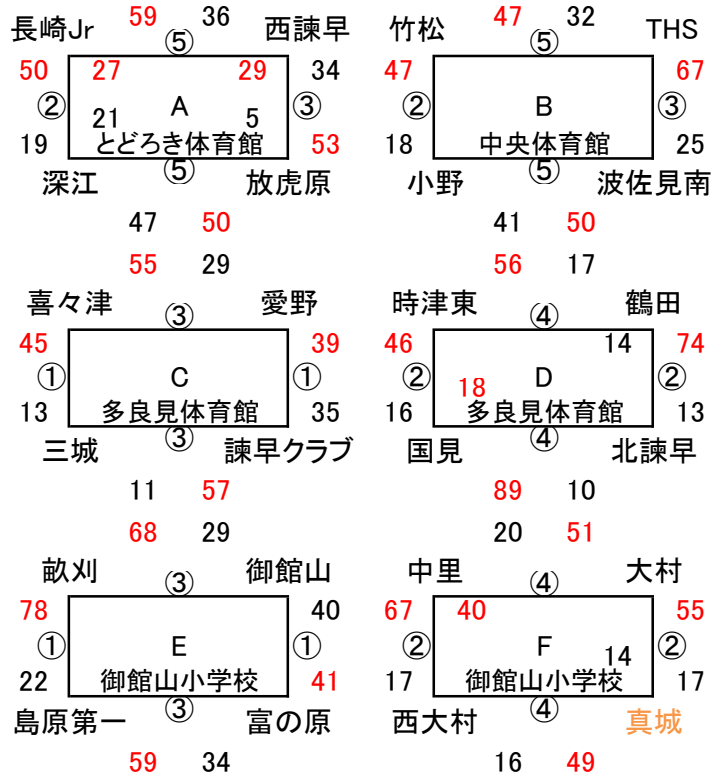 59 36 47 32
長崎Jr ⑤ 西諫早 竹松 ⑤ THS
50 27 29 34 47 67
② A ③ ② B ③
21 5
19 とどろき体育館 53 18 中央体育館 25
深江 ⑤ 放虎原 小野 ⑤ 波佐見南
47 50 41 50
55 29 56 17
喜々津 ③ 愛野 時津東 ④ 鶴田
45 39 46 14 74
① C ① ② 18 D ②
13 多良見体育館 35 16 多良見体育館 13
三城 ③ 諫早クラブ 国見 ④ 北諫早
11 57 89 10
68 29 20 51
畝刈 ③ 御館山 中里 ④ 大村
78 40 67 40 55
① E ① ② F 14 ②
22 御館山小学校 41 17 御館山小学校 17
島原第一 ③ 富の原 西大村 ④ 真城
59 34 16 49